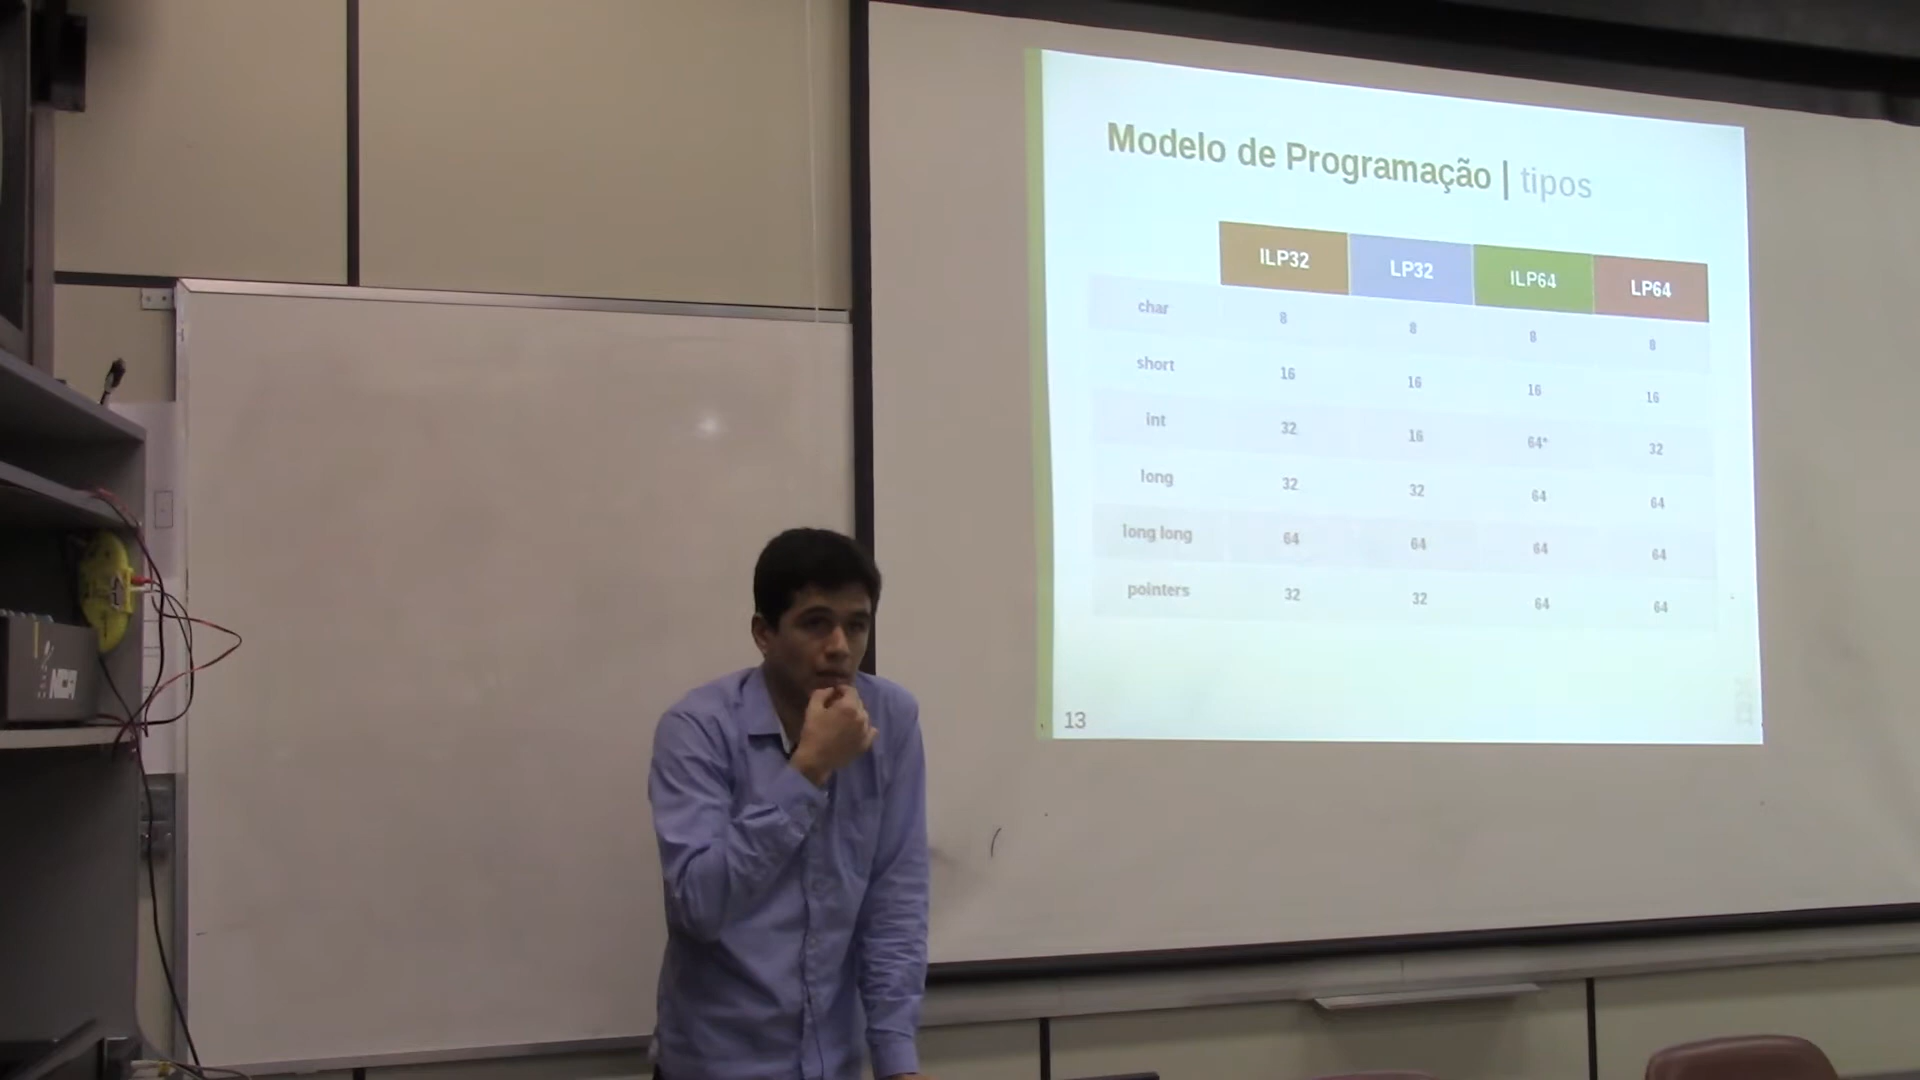 Modelo de Programação | tipos
ILP32 LP32 ILP64 LP64
char 8 8 8 8
short 16 16 16 16
int 32 16 64* 32
long 32 32 64 64
long long 64 64 64 64
pointers 32 32 64 64
13